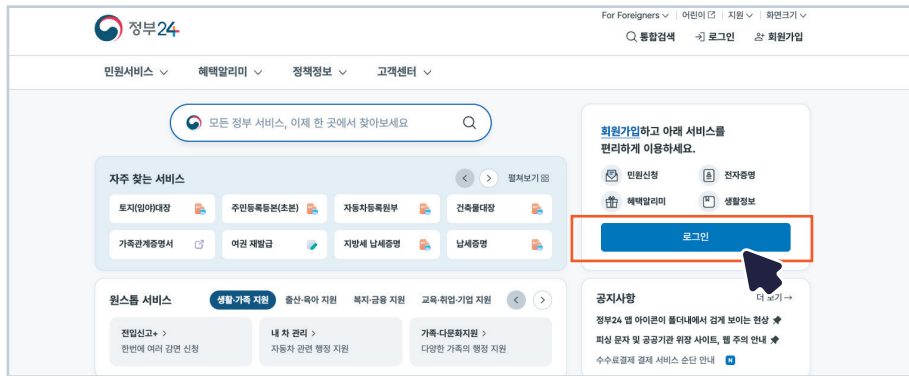 For Foreigners 어린이 지원 화면크기
정부24
통합검색 로그인 회원가입
민원서비스 혜택알리미 정책정보 고객센터
모든 정부 서비스, 이제 한 곳에서 찾아보세요
회원가입하고 아래 서비스를
편리하게 이용하세요.
민원신청 전자증명
혜택알리미 생활정보
로그인
자주 찾는 서비스 펼쳐보기
토지(임야)대장 주민등록등본(초본) 자동차등록원부 건축물대장
가족관계증명서 여권 재발급 지방세 납세증명 납세증명
원스톱 서비스 생활·가족 지원 출산·육아 지원 복지·금융 지원 교육·취업·기업 지원
전입신고+ > 내 차 관리 > 가족·다문화지원 >
한번에 여러 감면 신청 자동차 관련 행정 지원 다양한 가족의 행정 지원
공지사항 더 보기→
정부24 앱 아이콘이 폴더내에서 검게 보이는 현상
피싱 문자 및 공공기관 위장 사이트, 웹 주의 안내
수수료결제 결제 서비스 순단 안내 N